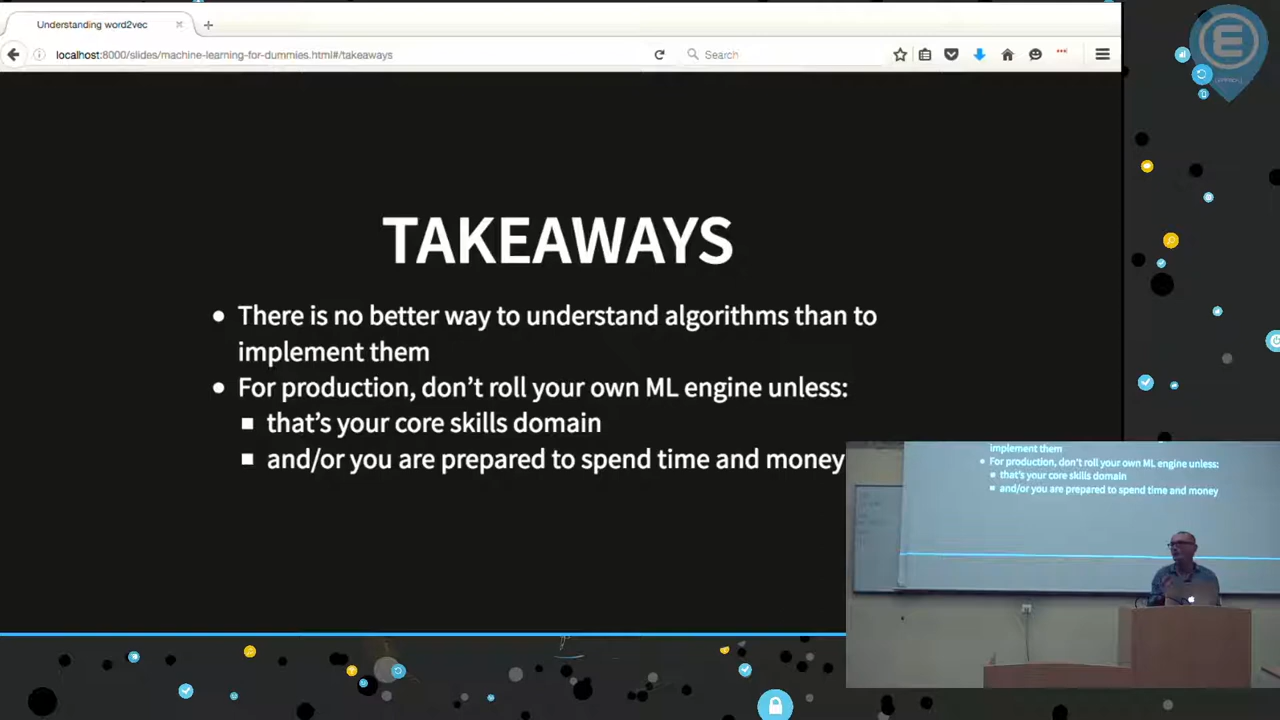 Understanding word2vec
localhost:8000/slides/machine-learning-for-dummies.html#/takeaways
Search
TAKEAWAYS
There is no better way to understand algorithms than to
implement them
For production, don't roll your own ML engine unless:
that's your core skills domain
and/or you are prepared to spend time and money
implement them
For production, don't roll your own ML engine unless:
that's your core skills domain
and/or you are prepared to spend time and money